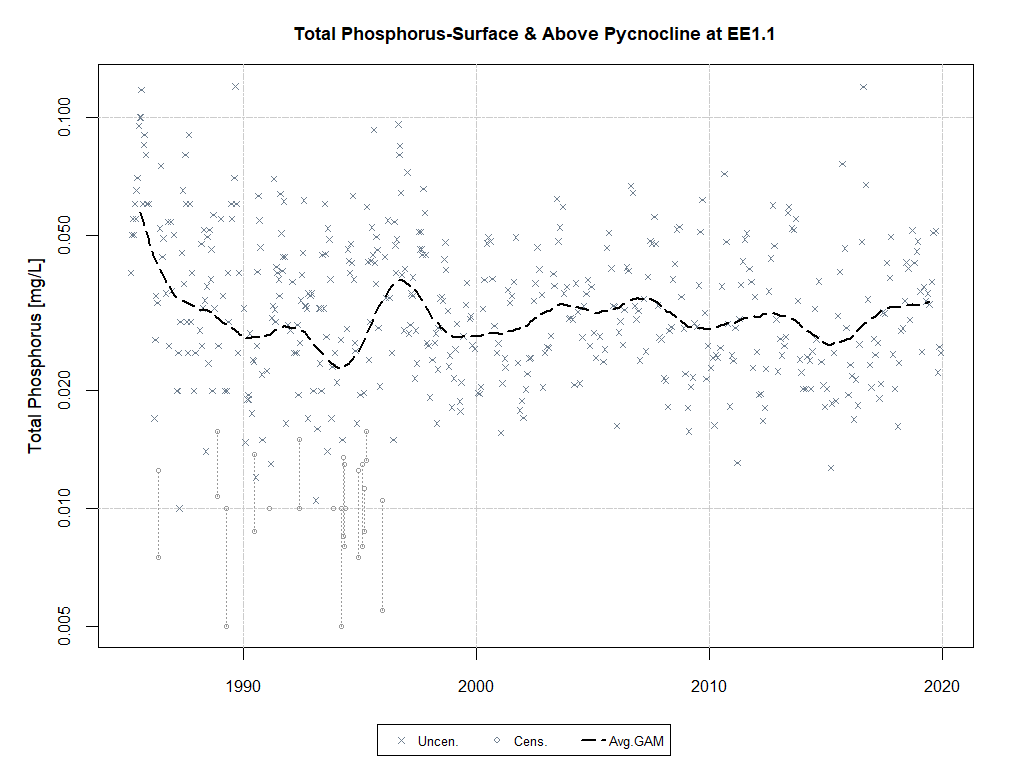 Total Phosphorus-Surface & Above Pycnocline at EE1.1
Total Phosphorus [mg/L]
0.100
0.050
0.020
0.010
0.005
1990 2000 2010 2020
Uncen. Cens. Avg.GAM